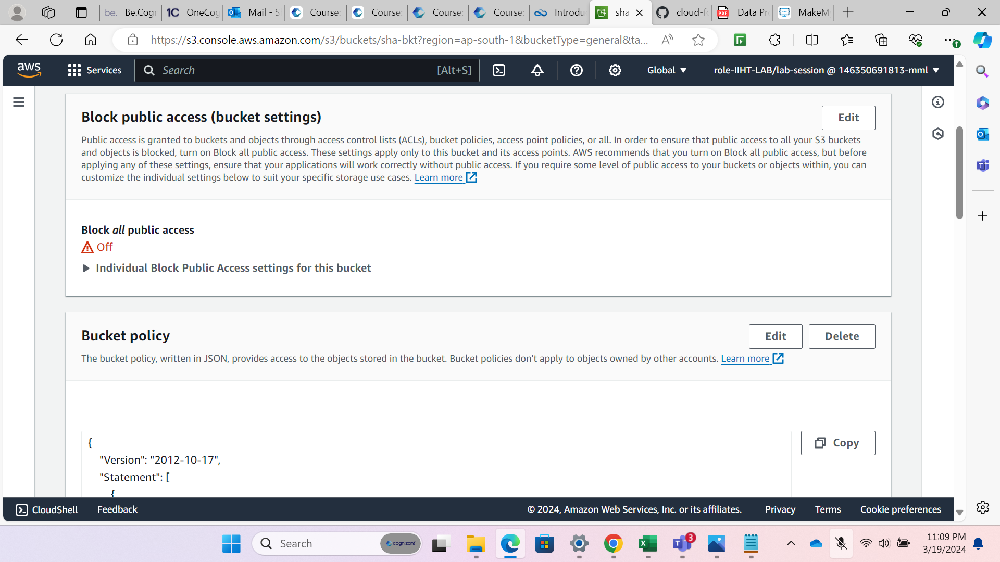 be. Be.Cogn
1C OneCog
Mail - S
Course:
Course:
Course:
Course:
Introdu
sha
cloud-fo
PDF Data Pr
MakeM
https://s3.console.aws.amazon.com/s3/buckets/sha-bkt?region=ap-south-1&bucketType=general&ta...
aws
Services
Search
[Alt+S]
Global
role-IIHT-LAB/lab-session @ 146350691813-mml
Block public access (bucket settings)
Edit
Public access is granted to buckets and objects through access control lists (ACLs), bucket policies, access point policies, or all. In order to ensure that public access to all your S3 buckets
and objects is blocked, turn on Block all public access. These settings apply only to this bucket and its access points. AWS recommends that you turn on Block all public access, but before
applying any of these settings, ensure that your applications will work correctly without public access. If you require some level of public access to your buckets or objects within, you can
customize the individual settings below to suit your specific storage use cases. Learn more
Block all public access
Off
Individual Block Public Access settings for this bucket
Bucket policy
Edit
Delete
The bucket policy, written in JSON, provides access to the objects stored in the bucket. Bucket policies don't apply to objects owned by other accounts. Learn more
{
"Version": "2012-10-17",
"Statement": [
{
Copy
CloudShell
Feedback
© 2024, Amazon Web Services, Inc. or its affiliates.
Privacy
Terms
Cookie preferences
Search
cognizant
3
11:09 PM
3/19/2024